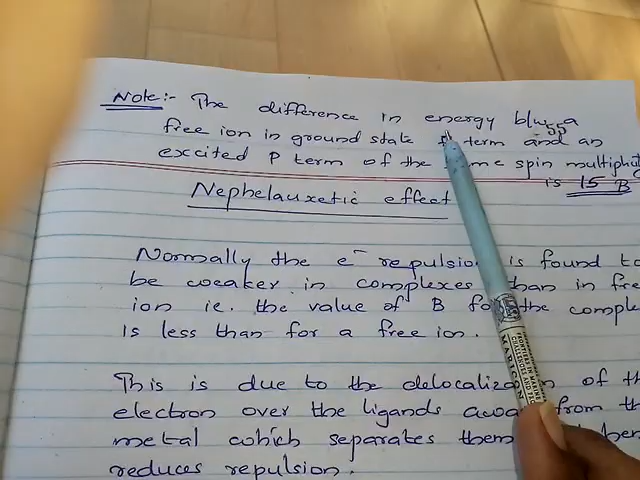 Note:- The difference in energy b/w a
free ion in ground state term and an
excited P term of the spin multipli
is 15 B
Nephelauxetic effect
Normally the e⁻ repulsion is found to
be weaker in complexes than in free
ion ie. the value of B for the comple
is less than for a free ion.
This is due to the delocalization of th
electron over the ligands away from th
metal which separates them
reduces repulsion.